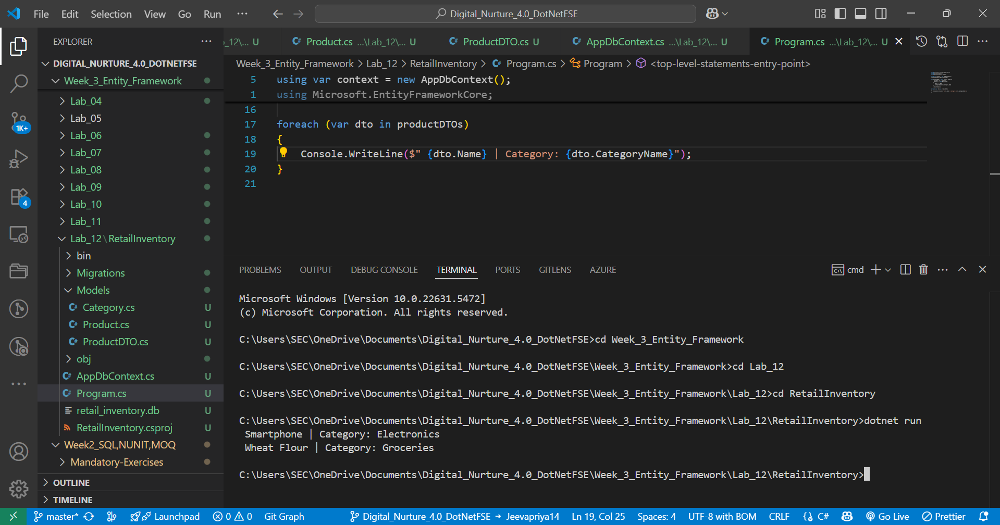 File Edit Selection View Go Run ··· Digital_Nurture_4.0_DotNetFSE
EXPLORER
DIGITAL_NURTURE_4.0_DOTNETFSE
Week_3_Entity_Framework
Lab_04
Lab_05
Lab_06
Lab_07
Lab_08
Lab_09
Lab_10
Lab_11
Lab_12\RetailInventory
bin
Migrations
Models
C# Category.cs U
C# Product.cs U
C# ProductDTO.cs U
obj
C# AppDbContext.cs U
C# Program.cs U
retail_inventory.db U
RetailInventory.csproj U
Week2_SQL,NUNIT,MOQ
Mandatory-Exercises
OUTLINE
TIMELINE
1K+
4
_12\... U C# Product.cs ...\Lab_12\... U C# ProductDTO.cs U C# AppDbContext.cs ...\Lab_12\... U C# Program.cs ...\Lab_12\... U
Week_3_Entity_Framework > Lab_12 > RetailInventory > C# Program.cs > Program > <top-level-statements-entry-point>
5 using var context = new AppDbContext();
1 using Microsoft.EntityFrameworkCore;
16
17 foreach (var dto in productDTOs)
18 {
19 Console.WriteLine($" {dto.Name} | Category: {dto.CategoryName}");
20 }
21
PROBLEMS OUTPUT DEBUG CONSOLE TERMINAL PORTS GITLENS AZURE cmd
Microsoft Windows [Version 10.0.22631.5472]
(c) Microsoft Corporation. All rights reserved.
C:\Users\SEC\OneDrive\Documents\Digital_Nurture_4.0_DotNetFSE>cd Week_3_Entity_Framework
C:\Users\SEC\OneDrive\Documents\Digital_Nurture_4.0_DotNetFSE\Week_3_Entity_Framework>cd Lab_12
C:\Users\SEC\OneDrive\Documents\Digital_Nurture_4.0_DotNetFSE\Week_3_Entity_Framework\Lab_12>cd RetailInventory
C:\Users\SEC\OneDrive\Documents\Digital_Nurture_4.0_DotNetFSE\Week_3_Entity_Framework\Lab_12\RetailInventory>dotnet run
Smartphone | Category: Electronics
Wheat Flour | Category: Groceries
C:\Users\SEC\OneDrive\Documents\Digital_Nurture_4.0_DotNetFSE\Week_3_Entity_Framework\Lab_12\RetailInventory>
master* Launchpad 0 0 Git Graph Digital_Nurture_4.0_DotNetFSE → Jeevapriya14 Ln 19, Col 25 Spaces: 4 UTF-8 with BOM CRLF {} C# Go Live Prettier